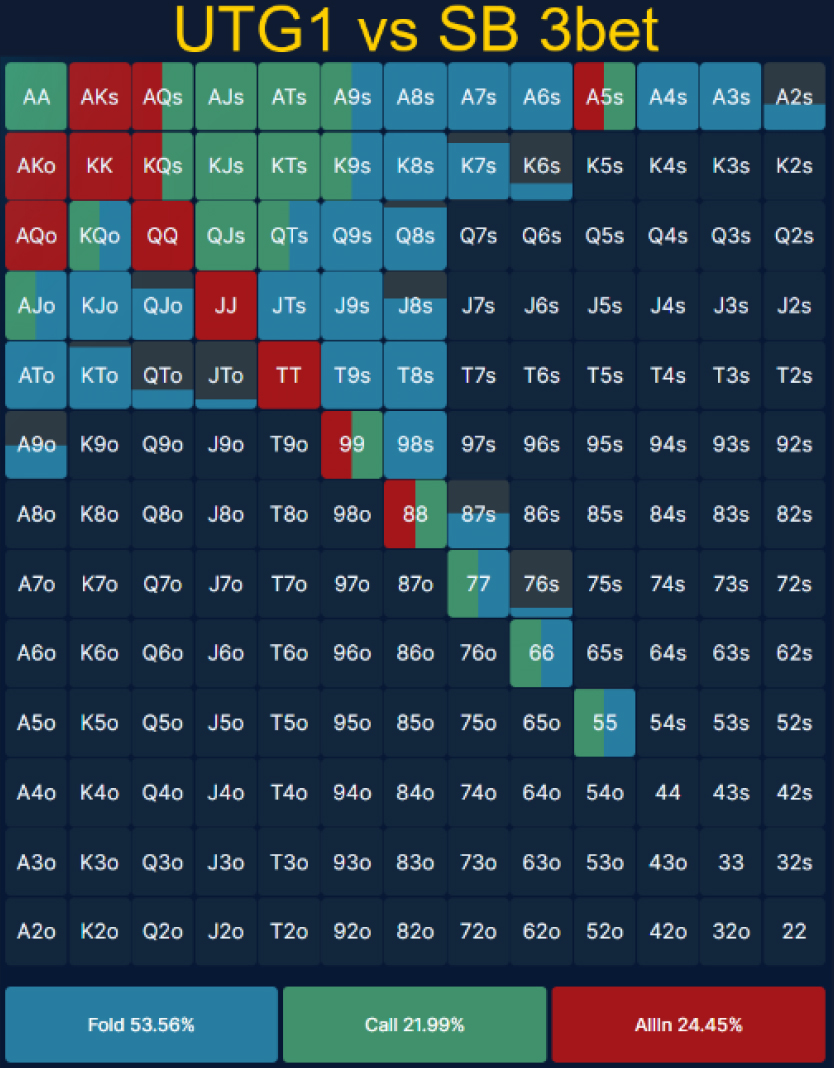 UTG1 vs SB 3bet
AA AKs AQs AJs ATs A9s A8s A7s A6s A5s A4s A3s A2s
AKo KK KQs KJs KTs K9s K8s K7s K6s K5s K4s K3s K2s
AQo KQo QQ QJs QTs Q9s Q8s Q7s Q6s Q5s Q4s Q3s Q2s
AJo KJo QJo JJ JTs J9s J8s J7s J6s J5s J4s J3s J2s
ATo KTo QTo JTo TT T9s T8s T7s T6s T5s T4s T3s T2s
A9o K9o Q9o J9o T9o 99 98s 97s 96s 95s 94s 93s 92s
A8o K8o Q8o J8o T8o 98o 88 87s 86s 85s 84s 83s 82s
A7o K7o Q7o J7o T7o 97o 87o 77 76s 75s 74s 73s 72s
A6o K6o Q6o J6o T6o 96o 86o 76o 66 65s 64s 63s 62s
A5o K5o Q5o J5o T5o 95o 85o 75o 65o 55 54s 53s 52s
A4o K4o Q4o J4o T4o 94o 84o 74o 64o 54o 44 43s 42s
A3o K3o Q3o J3o T3o 93o 83o 73o 63o 53o 43o 33 32s
A2o K2o Q2o J2o T2o 92o 82o 72o 62o 52o 42o 32o 22
Fold 53.56% Call 21.99% AllIn 24.45%